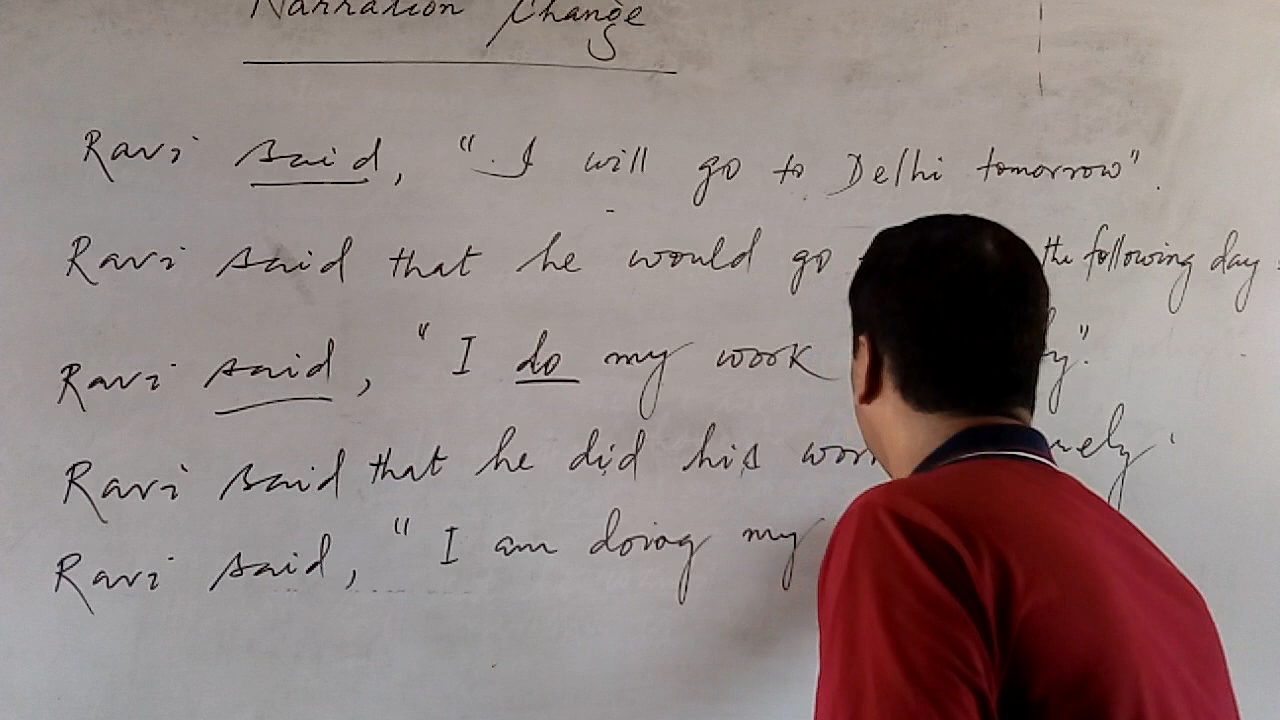 Narration Change
Ravi said, "I will go to Delhi tomorrow".
Ravi said that he would go the following day.
Ravi said, "I do my work
Ravi said that he did his work
Ravi said, "I am doing my